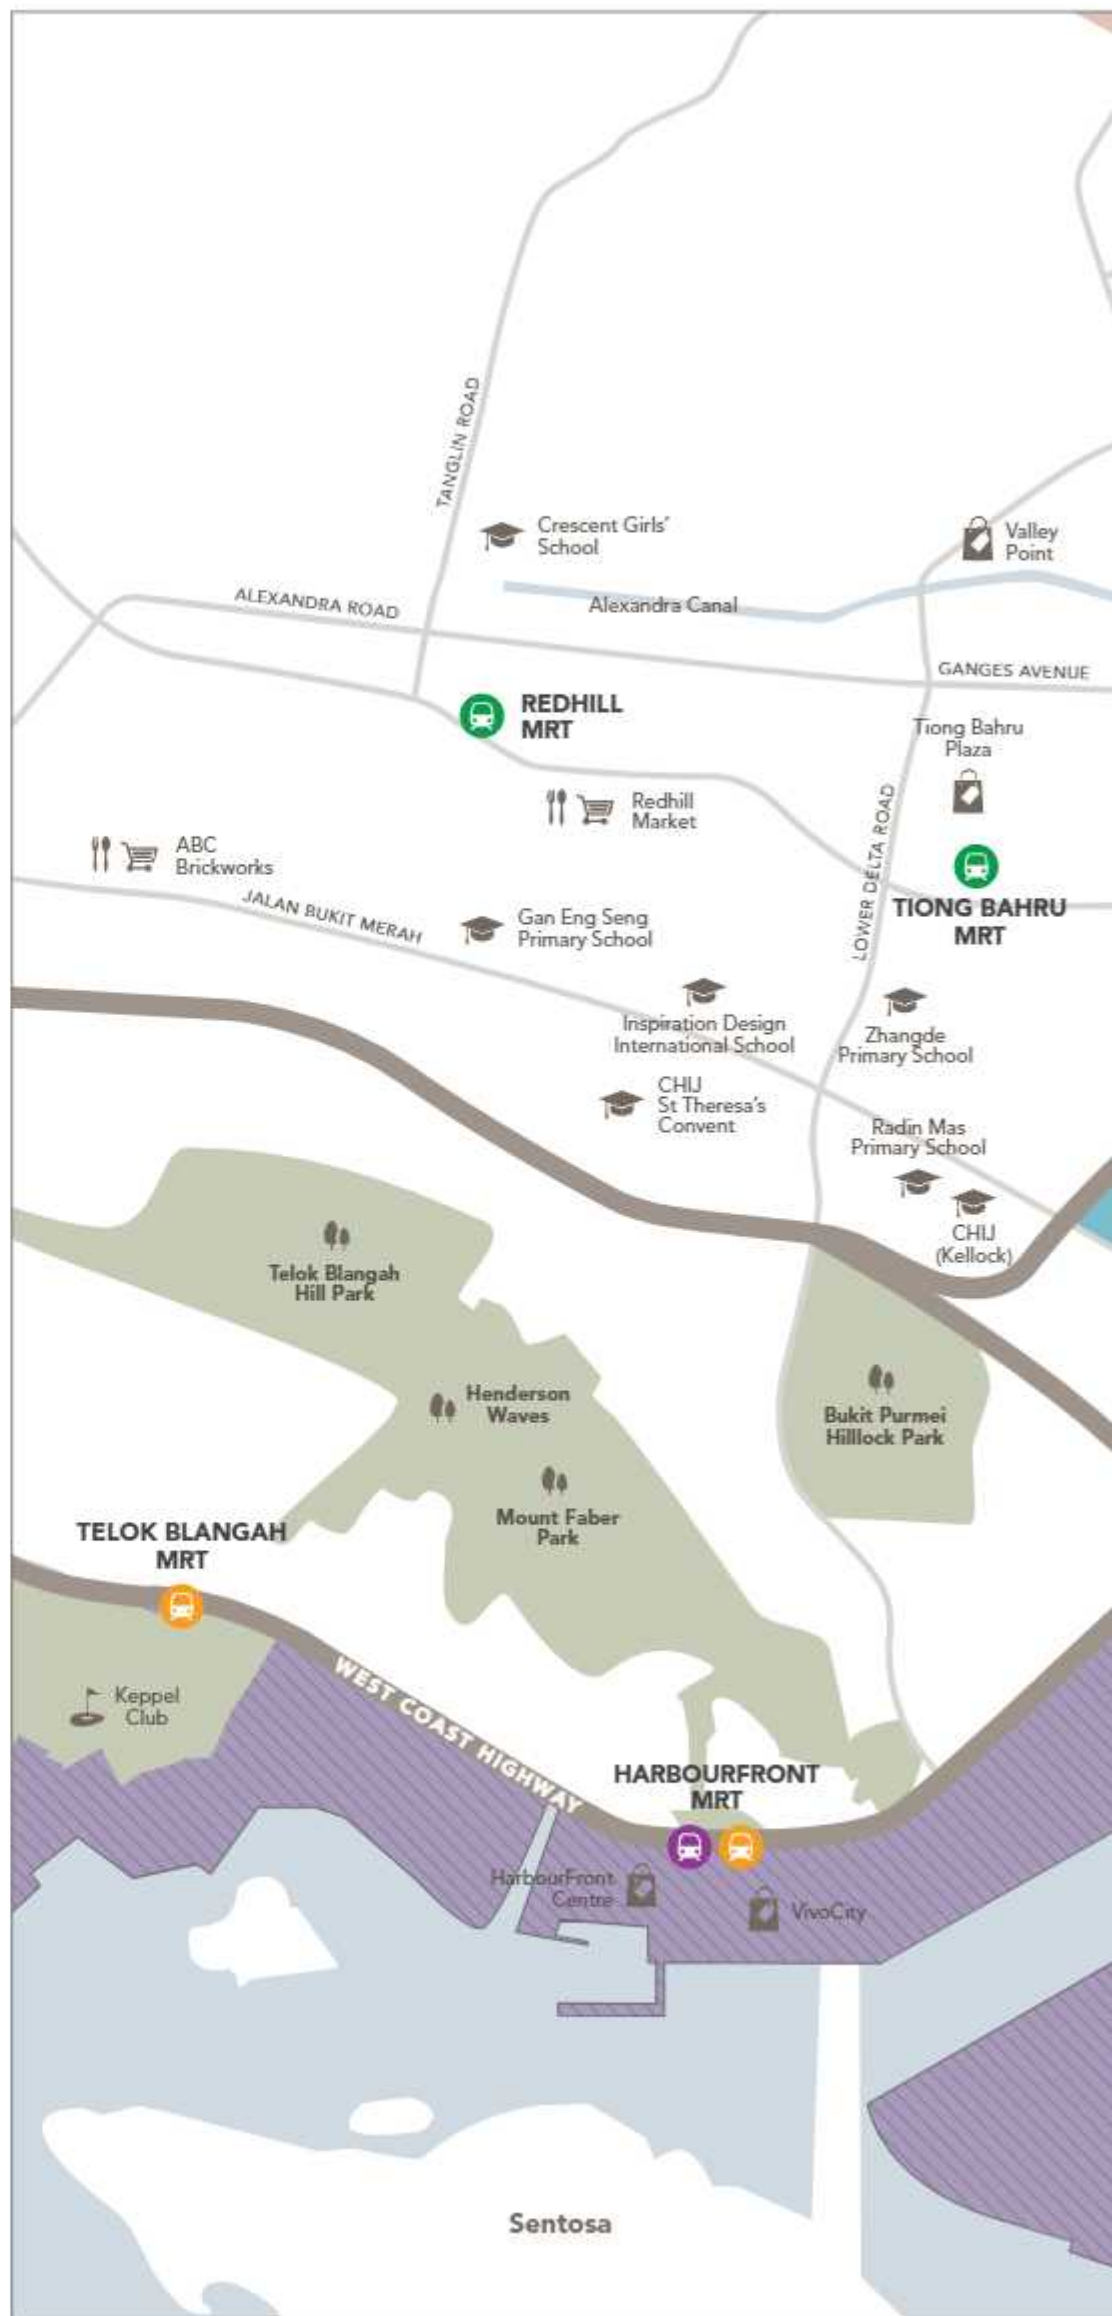 TANGLIN ROAD
Crescent Girls'
School
Valley
Point
ALEXANDRA ROAD
Alexandra Canal
GANGES AVENUE
REDHILL
MRT
Tiong Bahru
Plaza
Redhill
Market
LOWER DELTA ROAD
ABC
Brickworks
JALAN BUKIT MERAH
TIONG BAHRU
MRT
Gan Eng Seng
Primary School
Inspiration Design
International School
Zhangde
Primary School
CHIJ
St Theresa's
Convent
Radin Mas
Primary School
CHIJ
(Kellock)
Telok Blangah
Hill Park
Henderson
Waves
Bukit Purmei
Hilllock Park
Mount Faber
Park
TELOK BLANGAH
MRT
Keppel
Club
WEST COAST HIGHWAY
HARBOURFRONT
MRT
HarbourFront
Centre
VivoCity
Sentosa